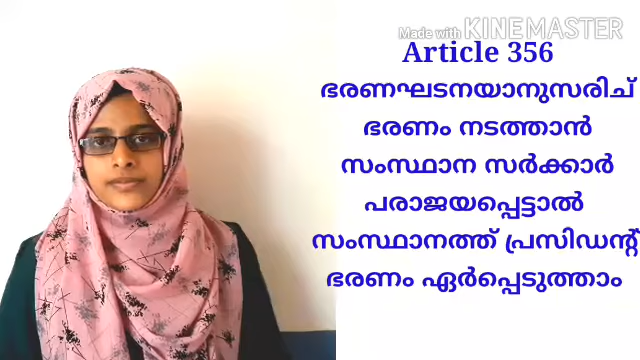 Made with KINEMASTER
Article 356
ഭരണഘടനയാനുസരിച്
ഭരണം നടത്താൻ
സംസ്ഥാന സർക്കാർ
പരാജയപ്പെട്ടാൽ
സംസ്ഥാനത്ത് പ്രസിഡന്റ്
ഭരണം ഏർപ്പെടുത്താം